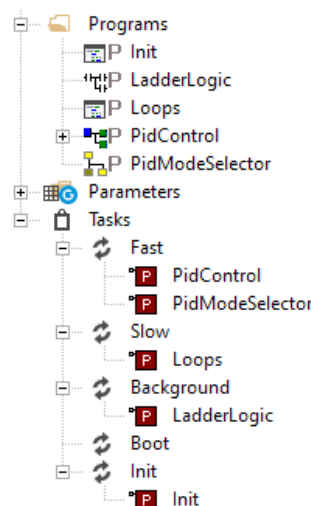 Programs
P Init
P LadderLogic
P Loops
P PidControl
P PidModeSelector
G Parameters
Tasks
Fast
P PidControl
P PidModeSelector
Slow
P Loops
Background
P LadderLogic
Boot
Init
P Init